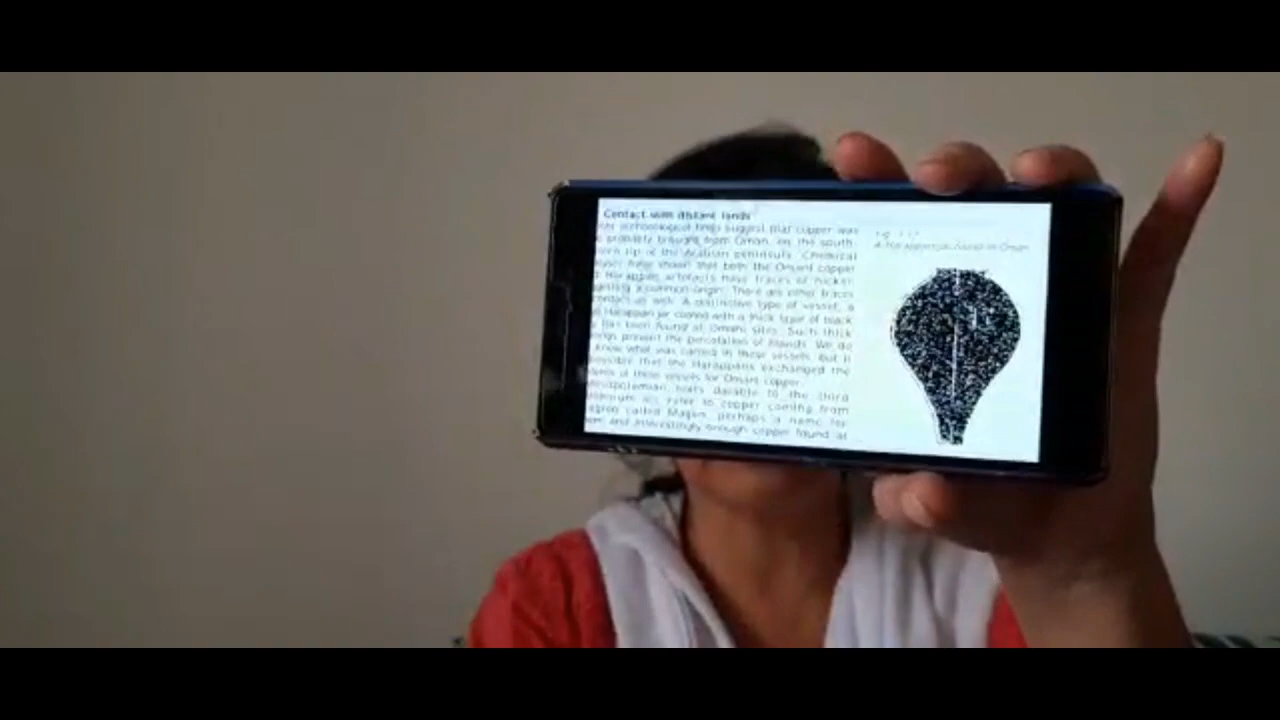 Contact with distant lands
archaeological finds suggest that copper was
probably brought from Oman, on the south
tip of the Arabian peninsula. Chemical
have shown that both the Omani copper
Harappan artefacts have traces of nickel
a common origin. There are other traces
contact as well. A distinctive type of vessel, a
Harappan jar coated with a thick layer of black
has been found at Omani sites. Such thick
prevent the percolation of liquids. We do
know what was carried in these vessels, but it
possible that the Harappans exchanged the
of these vessels for Omani copper.
Mesopotamian texts datable to the third
refer to copper coming from
called Magan, perhaps a name for
and interestingly enough copper found at
A jar found in Oman